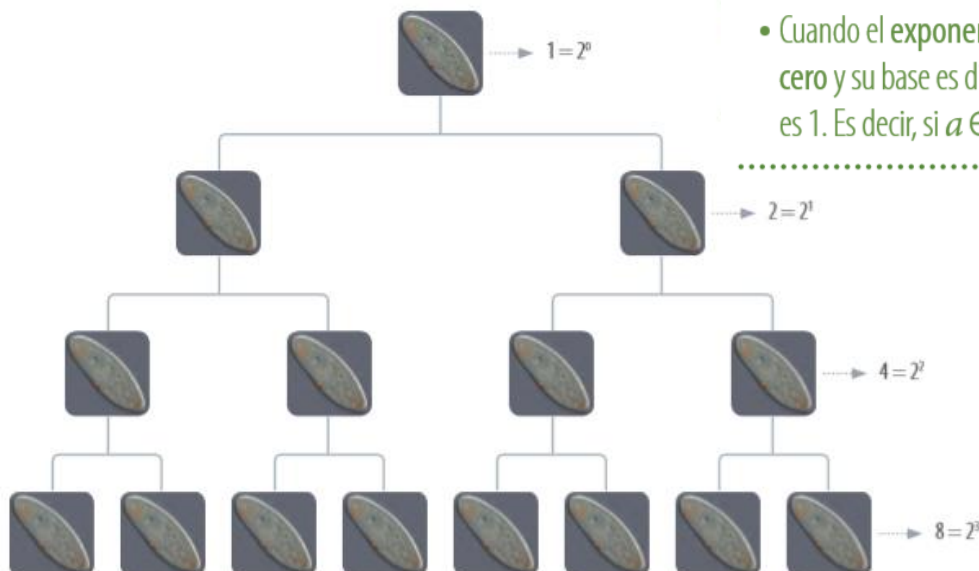 1 = 2⁰
• Cuando el exponen
cero y su base es d
es 1. Es decir, si a ∈
2 = 2¹
4 = 2²
8 = 2³